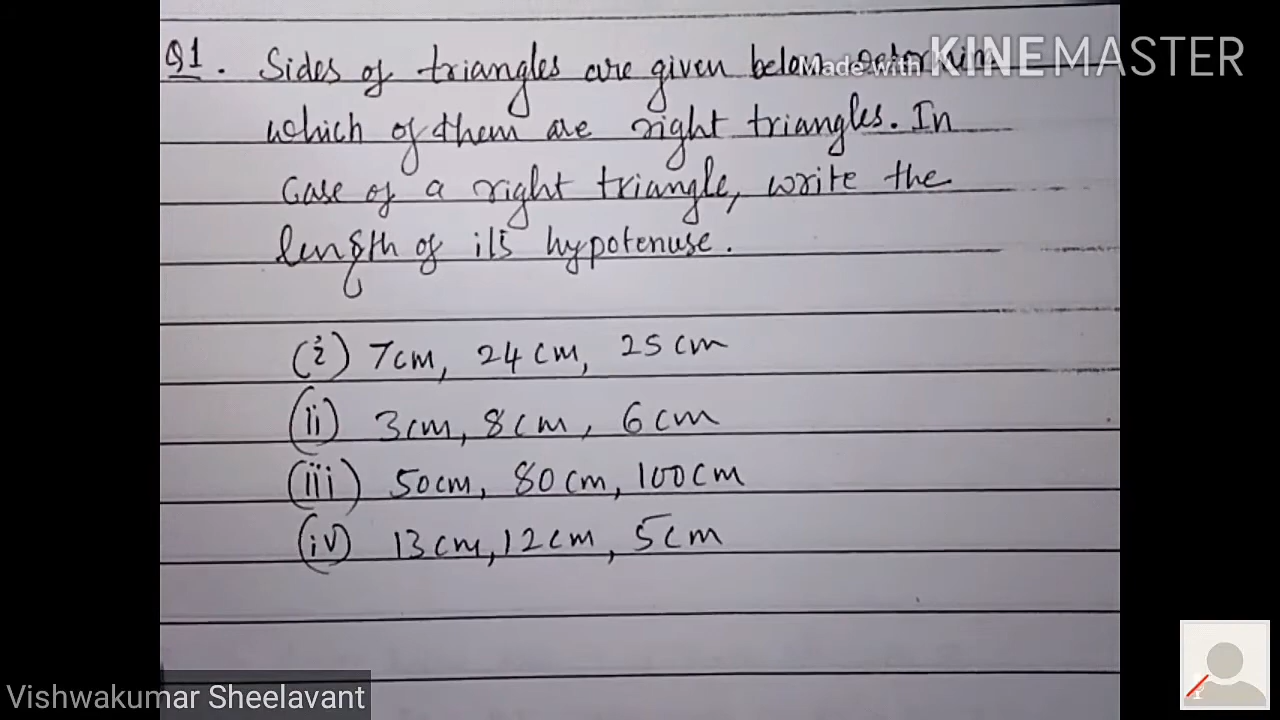 Q1. Sides of triangles are given below
Made with KINEMASTER
which of them are right triangles. In
case of a right triangle, write the
length of its hypotenuse.
(i) 7cm, 24cm, 25cm
(ii) 3cm, 8cm, 6cm
(iii) 50cm, 80cm, 100cm
(iv) 13cm, 12cm, 5cm
Vishwakumar Sheelavant